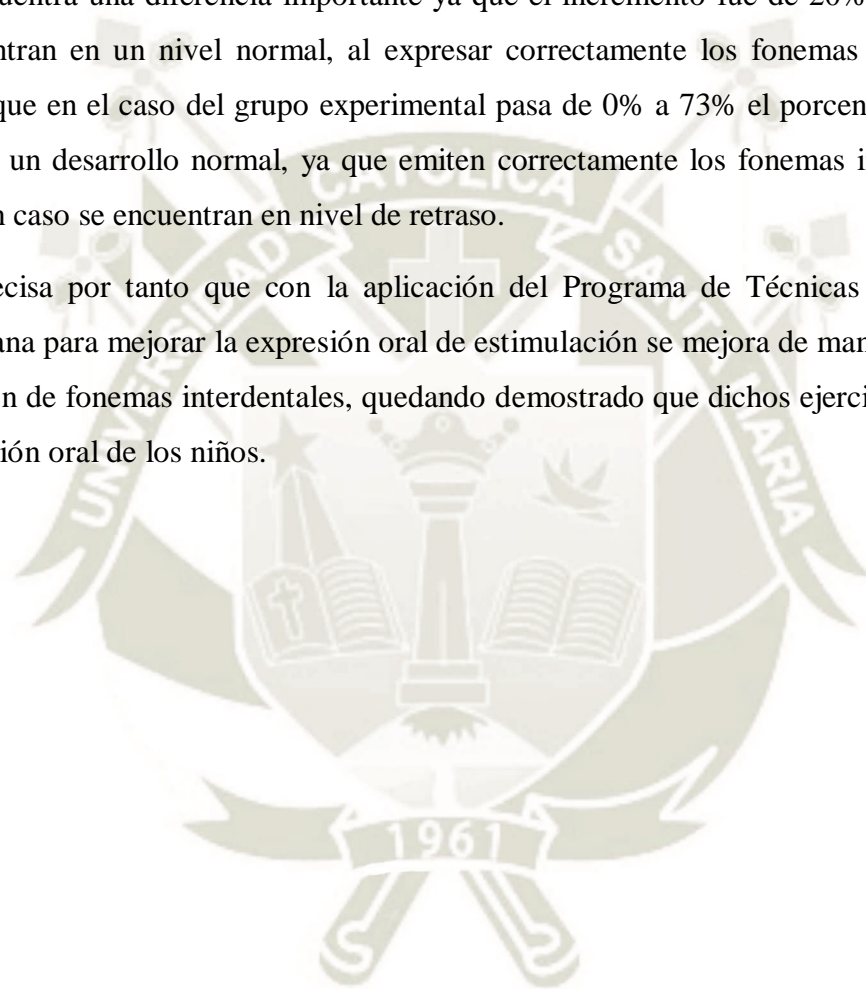 uentra una diferencia importante ya que el incremento fue de 20%
ntran en un nivel normal, al expresar correctamente los fonemas
que en el caso del grupo experimental pasa de 0% a 73% el porcen
un desarrollo normal, ya que emiten correctamente los fonemas i
n caso se encuentran en nivel de retraso.
ecisa por tanto que con la aplicación del Programa de Técnicas
ana para mejorar la expresión oral de estimulación se mejora de man
n de fonemas interdentales, quedando demostrado que dichos ejerci
ión oral de los niños.
UNIVERSIDAD CATOLICA SANTA MARIA
1961